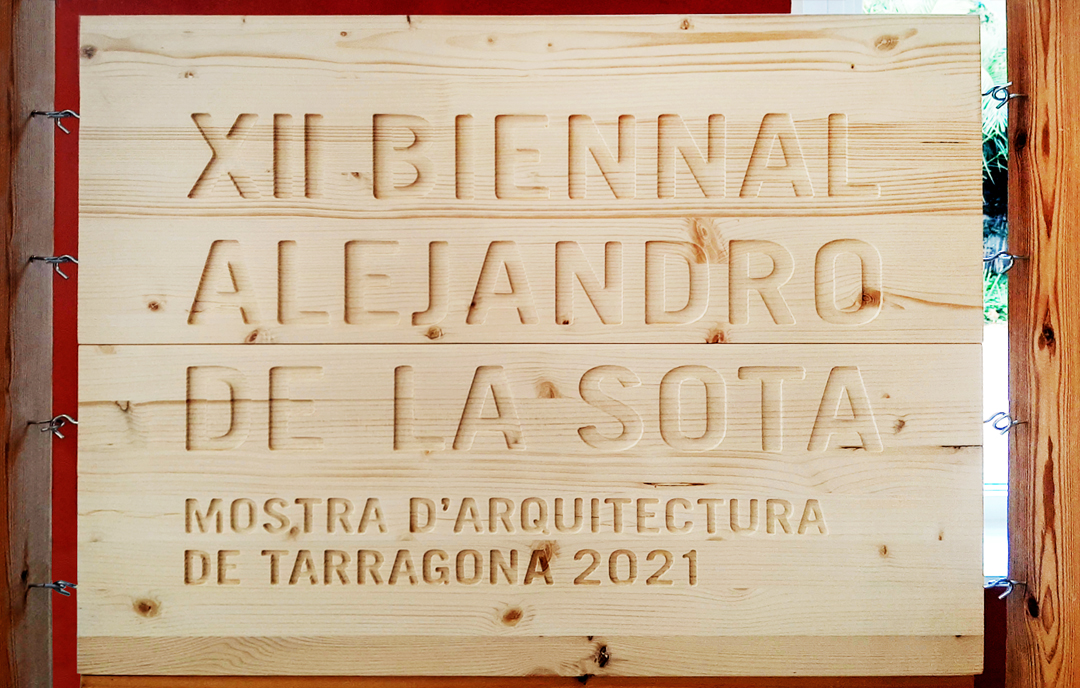 XII BIENNAL
ALEJANDRO
DE LA SOTA
MOSTRA D'ARQUITECTURA
DE TARRAGONA 2021